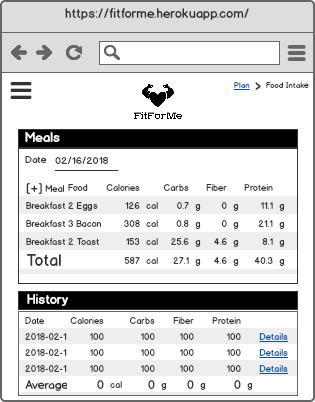 https://fitforme.herokuapp.com/
Plan > Food Intake
FitForMe
Meals
Date 02/16/2018
[+] Meal Food Calories Carbs Fiber Protein
Breakfast 2 Eggs 126 cal 0.7 g 0 g 11.1 g
Breakfast 3 Bacon 308 cal 0.8 g 0 g 21.1 g
Breakfast 2 Toast 153 cal 25.6 g 4.6 g 8.1 g
Total 587 cal 27.1 g 4.6 g 40.3 g
History
Date Calories Carbs Fiber Protein
2018-02-1 100 100 100 100 Details
2018-02-1 100 100 100 100 Details
2018-02-1 100 100 100 100 Details
Average 0 cal 0 g 0 g 0 g